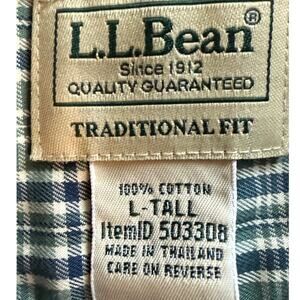 L.L.Bean®
Since 1912
QUALITY GUARANTEED
TRADITIONAL FIT
100% COTTON
L-TALL
ItemID 503308
MADE IN THAILAND
CARE ON REVERSE